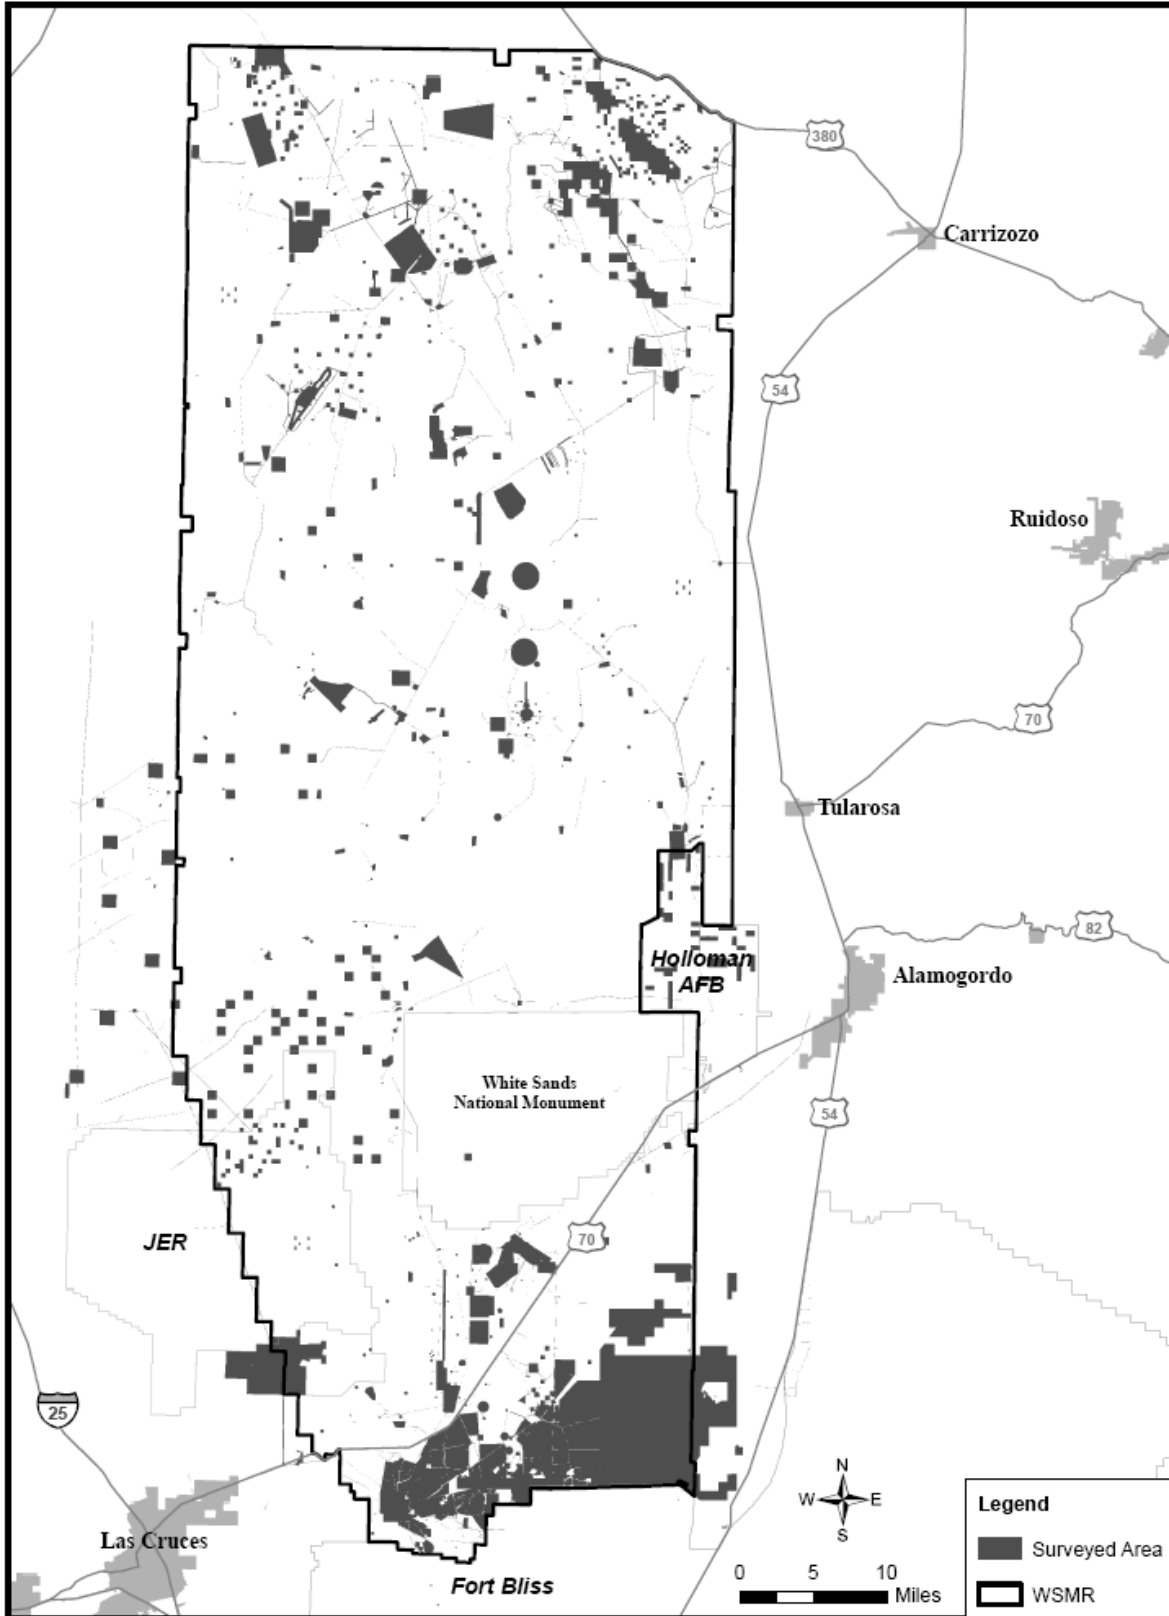 380
Carrizozo
54
Ruidoso
70
Tularosa
82
Holloman
AFB
Alamogordo
White Sands
National Monument
54
JER
70
25
N
W E
S
Las Cruces
Fort Bliss
Legend
Surveyed Area
WSMR
0 5 10
Miles